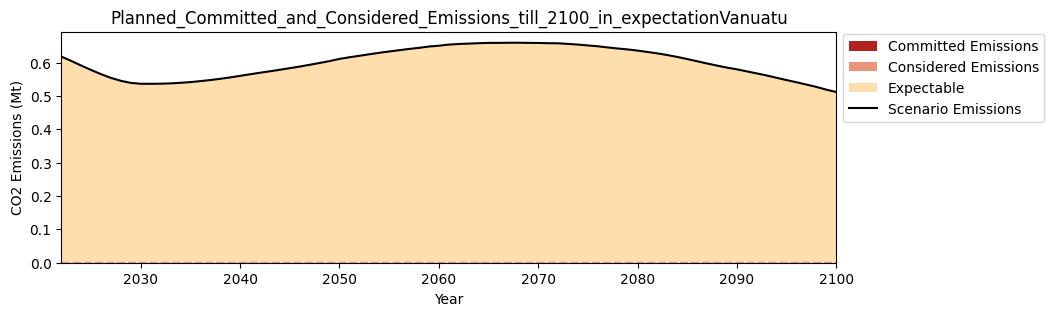 Planned_Committed_and_Considered_Emissions_till_2100_in_expectationVanuatu
Committed Emissions
Considered Emissions
Expectable
Scenario Emissions
CO2 Emissions (Mt)
0.6
0.5
0.4
0.3
0.2
0.1
0.0
2030 2040 2050 2060 2070 2080 2090 2100
Year